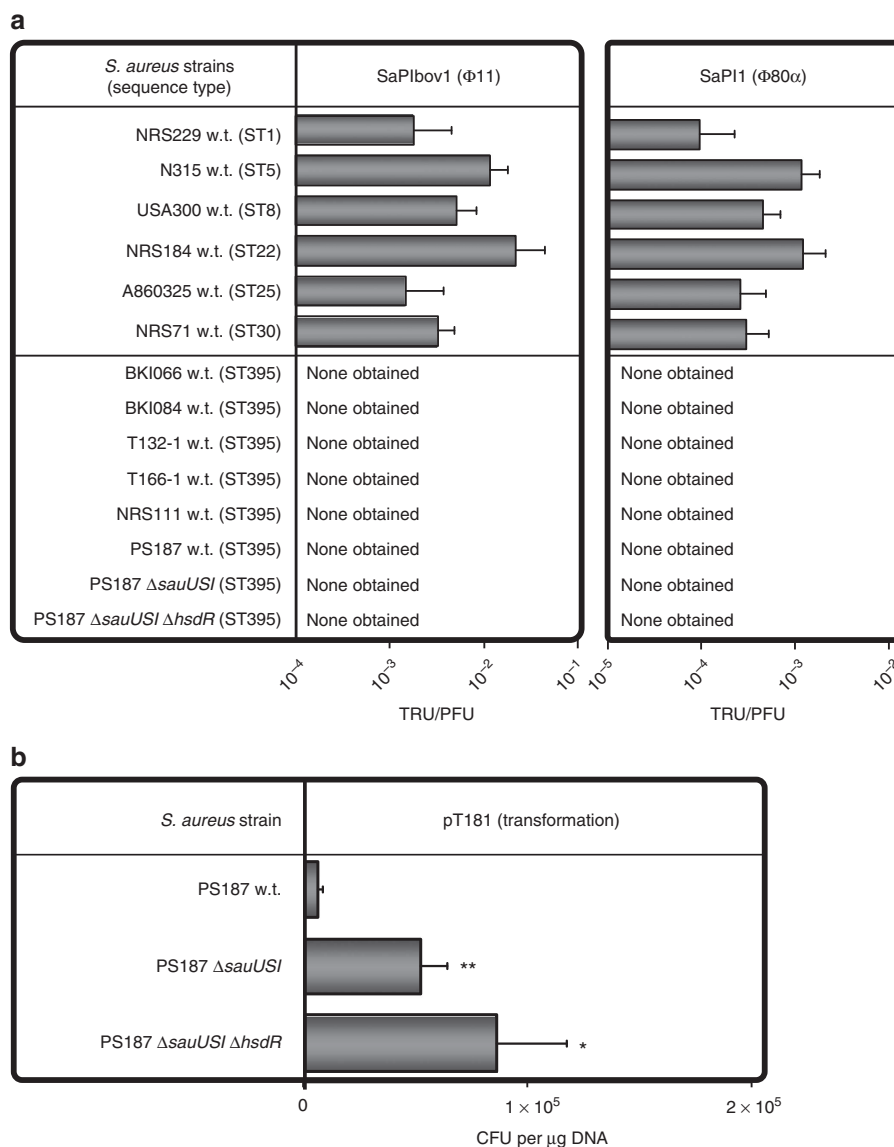 a
S. aureus strains
(sequence type)
SaPIbov1 (Φ11)
SaPI1 (Φ80α)
NRS229 w.t. (ST1)
N315 w.t. (ST5)
USA300 w.t. (ST8)
NRS184 w.t. (ST22)
A860325 w.t. (ST25)
NRS71 w.t. (ST30)
BKI066 w.t. (ST395) None obtained None obtained
BKI084 w.t. (ST395) None obtained None obtained
T132-1 w.t. (ST395) None obtained None obtained
T166-1 w.t. (ST395) None obtained None obtained
NRS111 w.t. (ST395) None obtained None obtained
PS187 w.t. (ST395) None obtained None obtained
PS187 ΔsauUSI (ST395) None obtained None obtained
PS187 ΔsauUSI ΔhsdR (ST395) None obtained None obtained
10⁻⁴ 10⁻³ 10⁻² 10⁻¹ 10⁻⁵ 10⁻⁴ 10⁻³ 10⁻²
TRU/PFU TRU/PFU
b
S. aureus strain pT181 (transformation)
PS187 w.t.
PS187 ΔsauUSI **
PS187 ΔsauUSI ΔhsdR *
0 1 × 10⁵ 2 × 10⁵
CFU per μg DNA